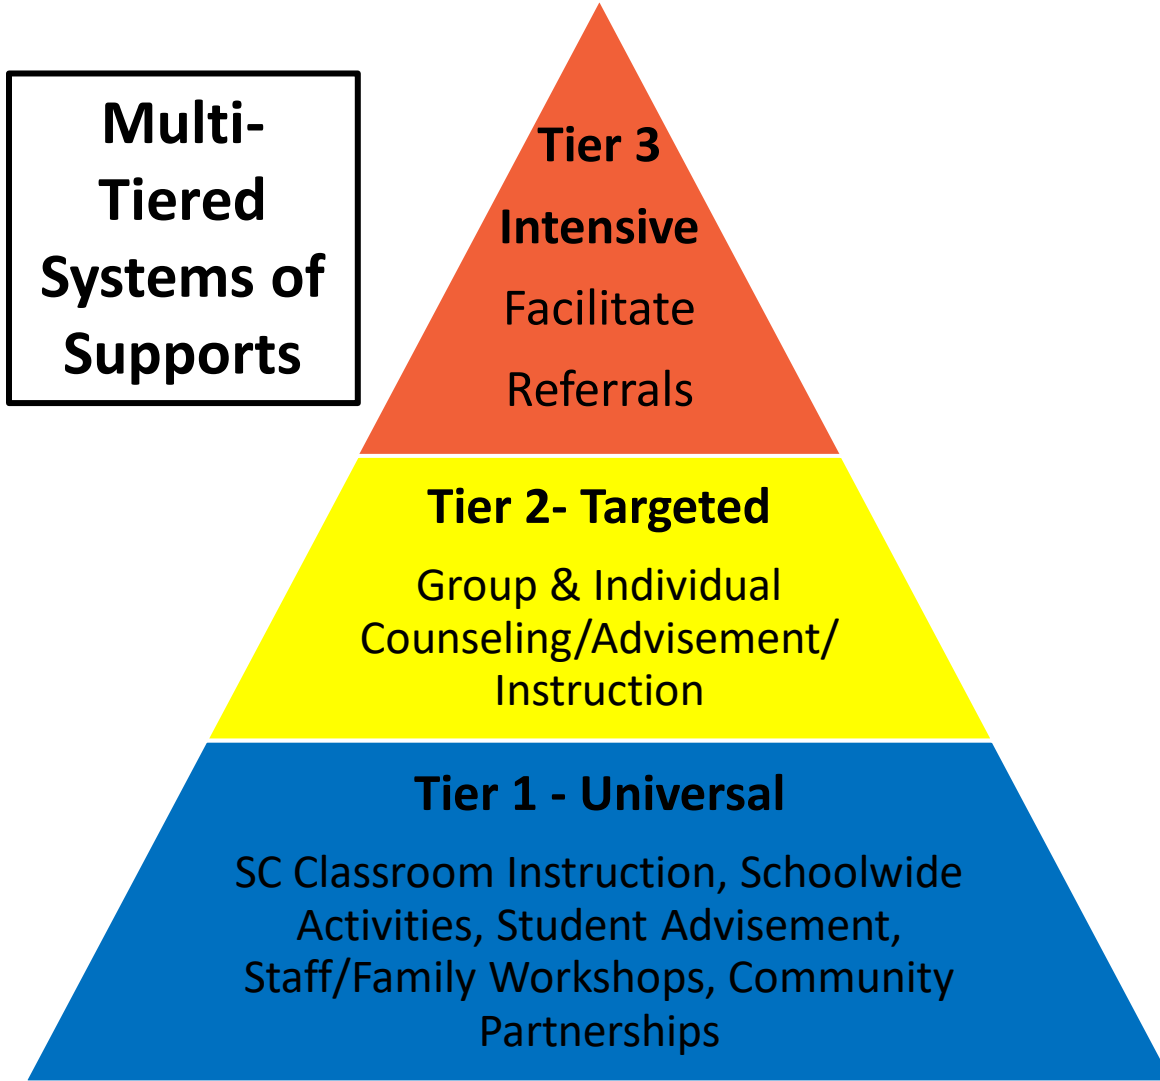 Multi-
Tiered
Systems of
Supports
Tier 3
Intensive
Facilitate
Referrals
Tier 2- Targeted
Group & Individual
Counseling/Advisement/
Instruction
Tier 1 - Universal
SC Classroom Instruction, Schoolwide
Activities, Student Advisement,
Staff/Family Workshops, Community
Partnerships